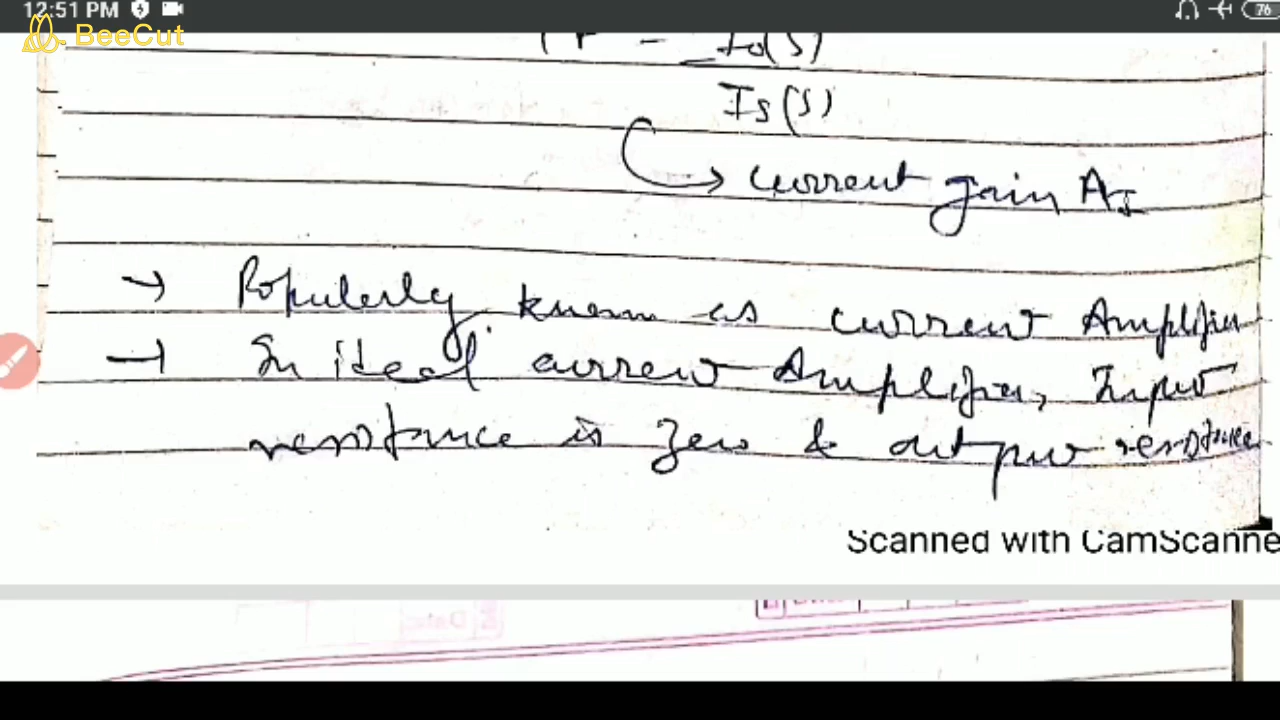 12:51 PM
76
BeeCut
Io(s)
Is(s)
→ current gain AI
→ Popularly known as current Amplifier
→ In ideal current Amplifier, Input
resistance is zero & output resistance
Scanned with CamScanne